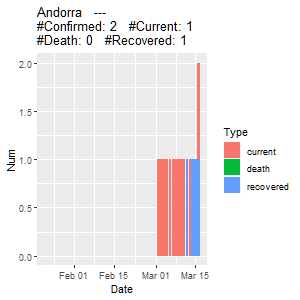 Andorra   ---
#Confirmed: 2   #Current: 1
#Death: 0   #Recovered: 1
2.0
1.5
1.0
0.5
0.0
Num
Feb 01
Feb 15
Mar 01
Mar 15
Date
Type
current
death
recovered